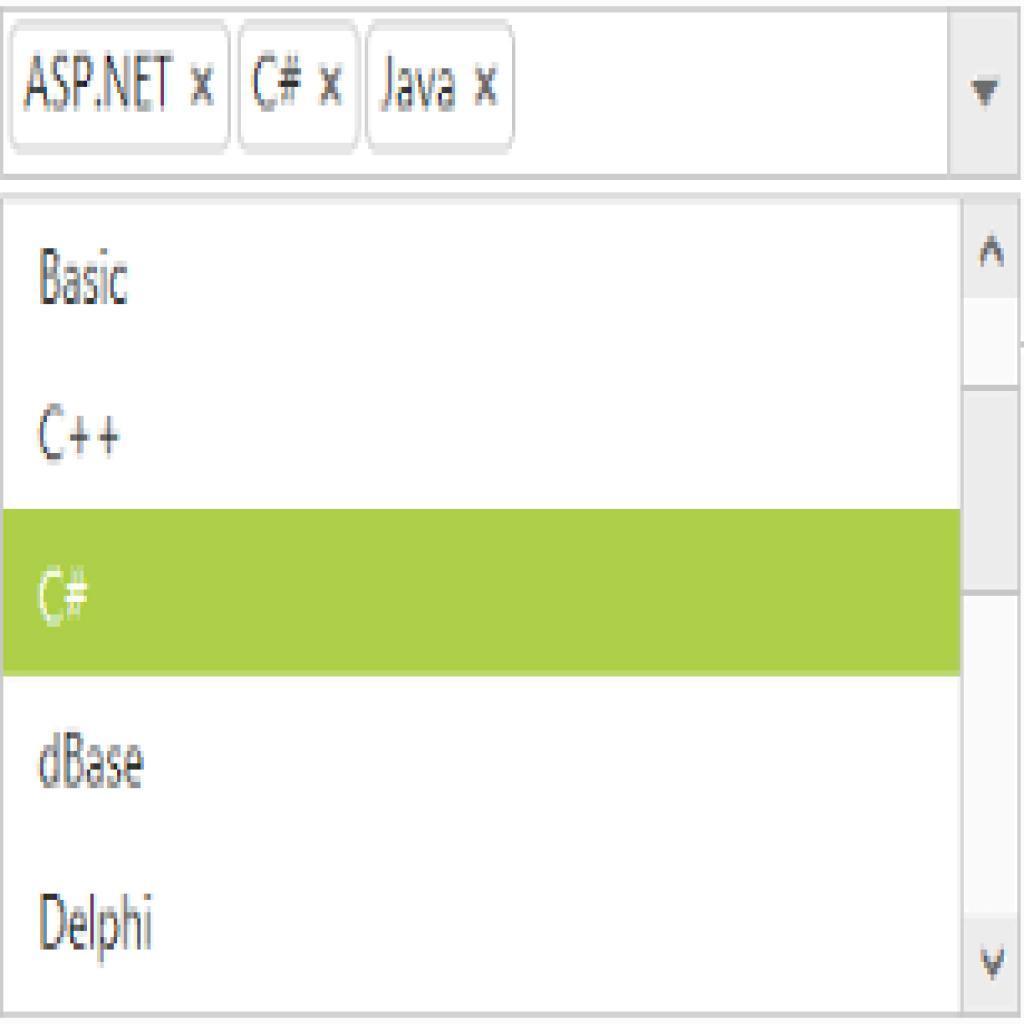 ASP.NET x C# x Java x
Basic
C++
C#
dBase
Delphi